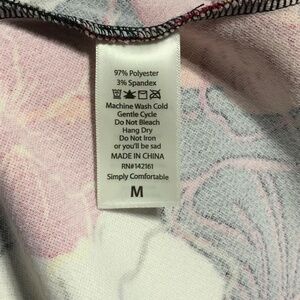 97% Polyester
3% Spandex
Machine Wash Cold
Gentle Cycle
Do Not Bleach
Hang Dry
Do Not Iron
or you'll be sad
MADE IN CHINA
RN#142161
Simply Comfortable
M